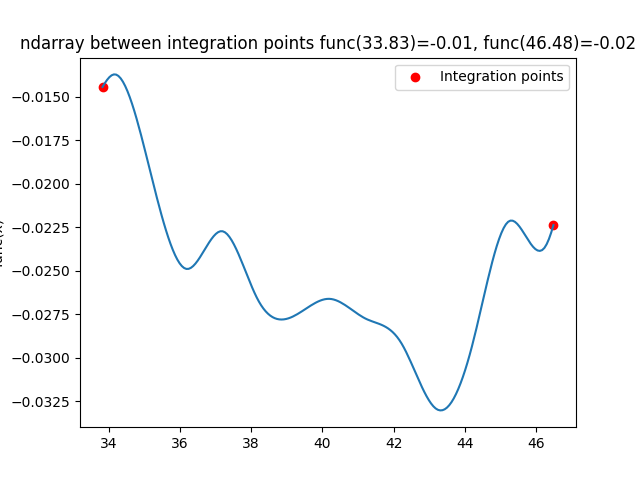 ndarray between integration points func(33.83)=-0.01, func(46.48)=-0.02
Integration points
−0.0150
−0.0175
−0.0200
−0.0225
−0.0250
−0.0275
−0.0300
−0.0325
34 36 38 40 42 44 46